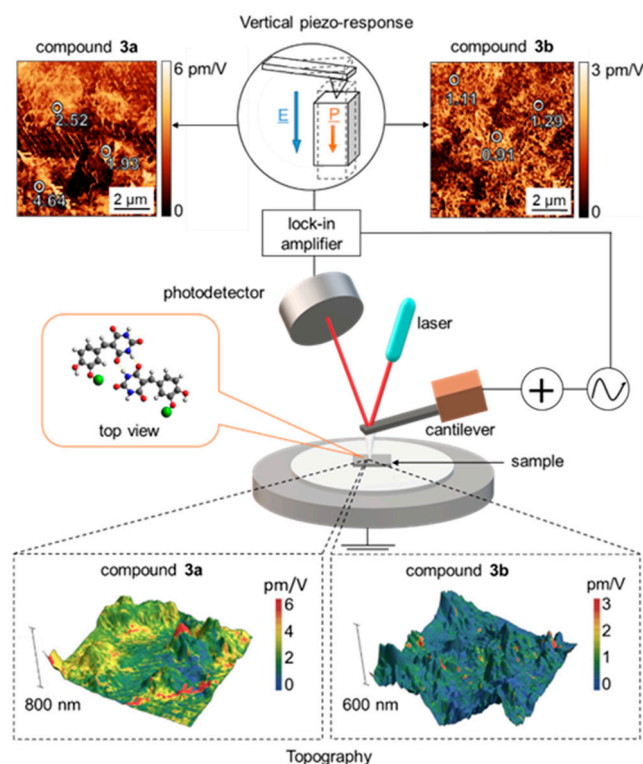 Vertical piezo-response
compound 3a
6 pm/V
0
2.52
1.93
4.64
2 µm
E
P
compound 3b
3 pm/V
0
1.11
1.29
0.91
2 µm
lock-in
amplifier
photodetector
laser
top view
cantilever
sample
compound 3a
pm/V
6
4
2
0
800 nm
compound 3b
pm/V
3
2
1
0
600 nm
Topography